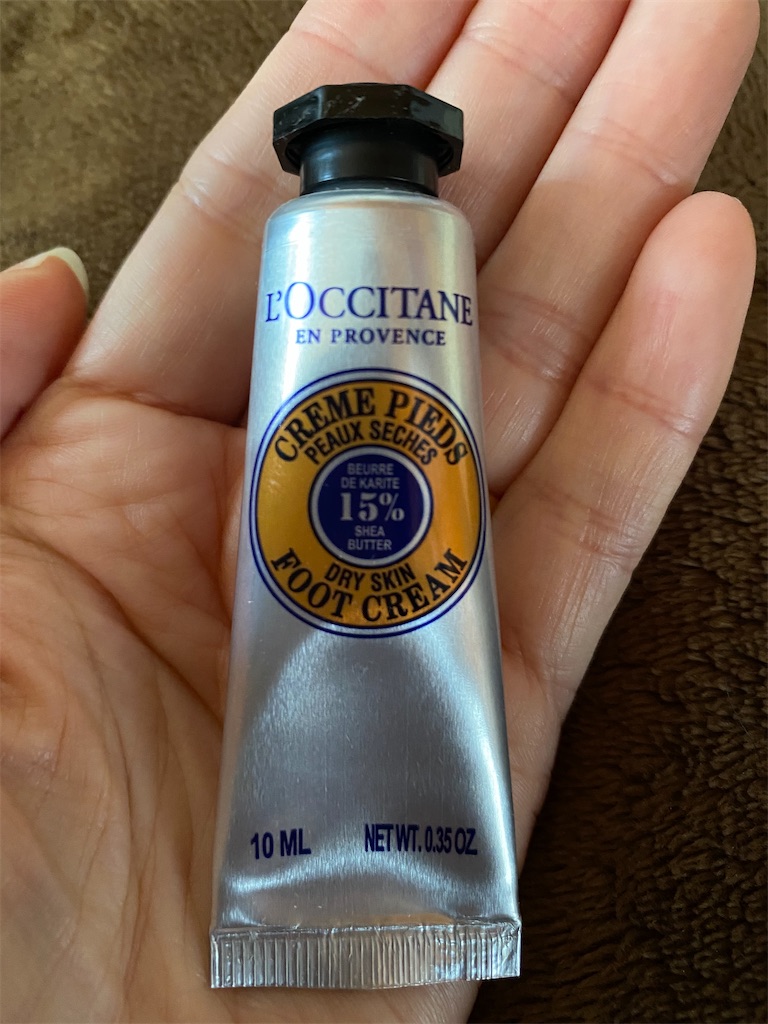 L'OCCITANE
EN PROVENCE
CREME PIEDS
PEAUX SECHES
BEURRE
DE KARITE
15%
SHEA
BUTTER
DRY SKIN
FOOT CREAM
10 ML NET WT. 0.35 OZ